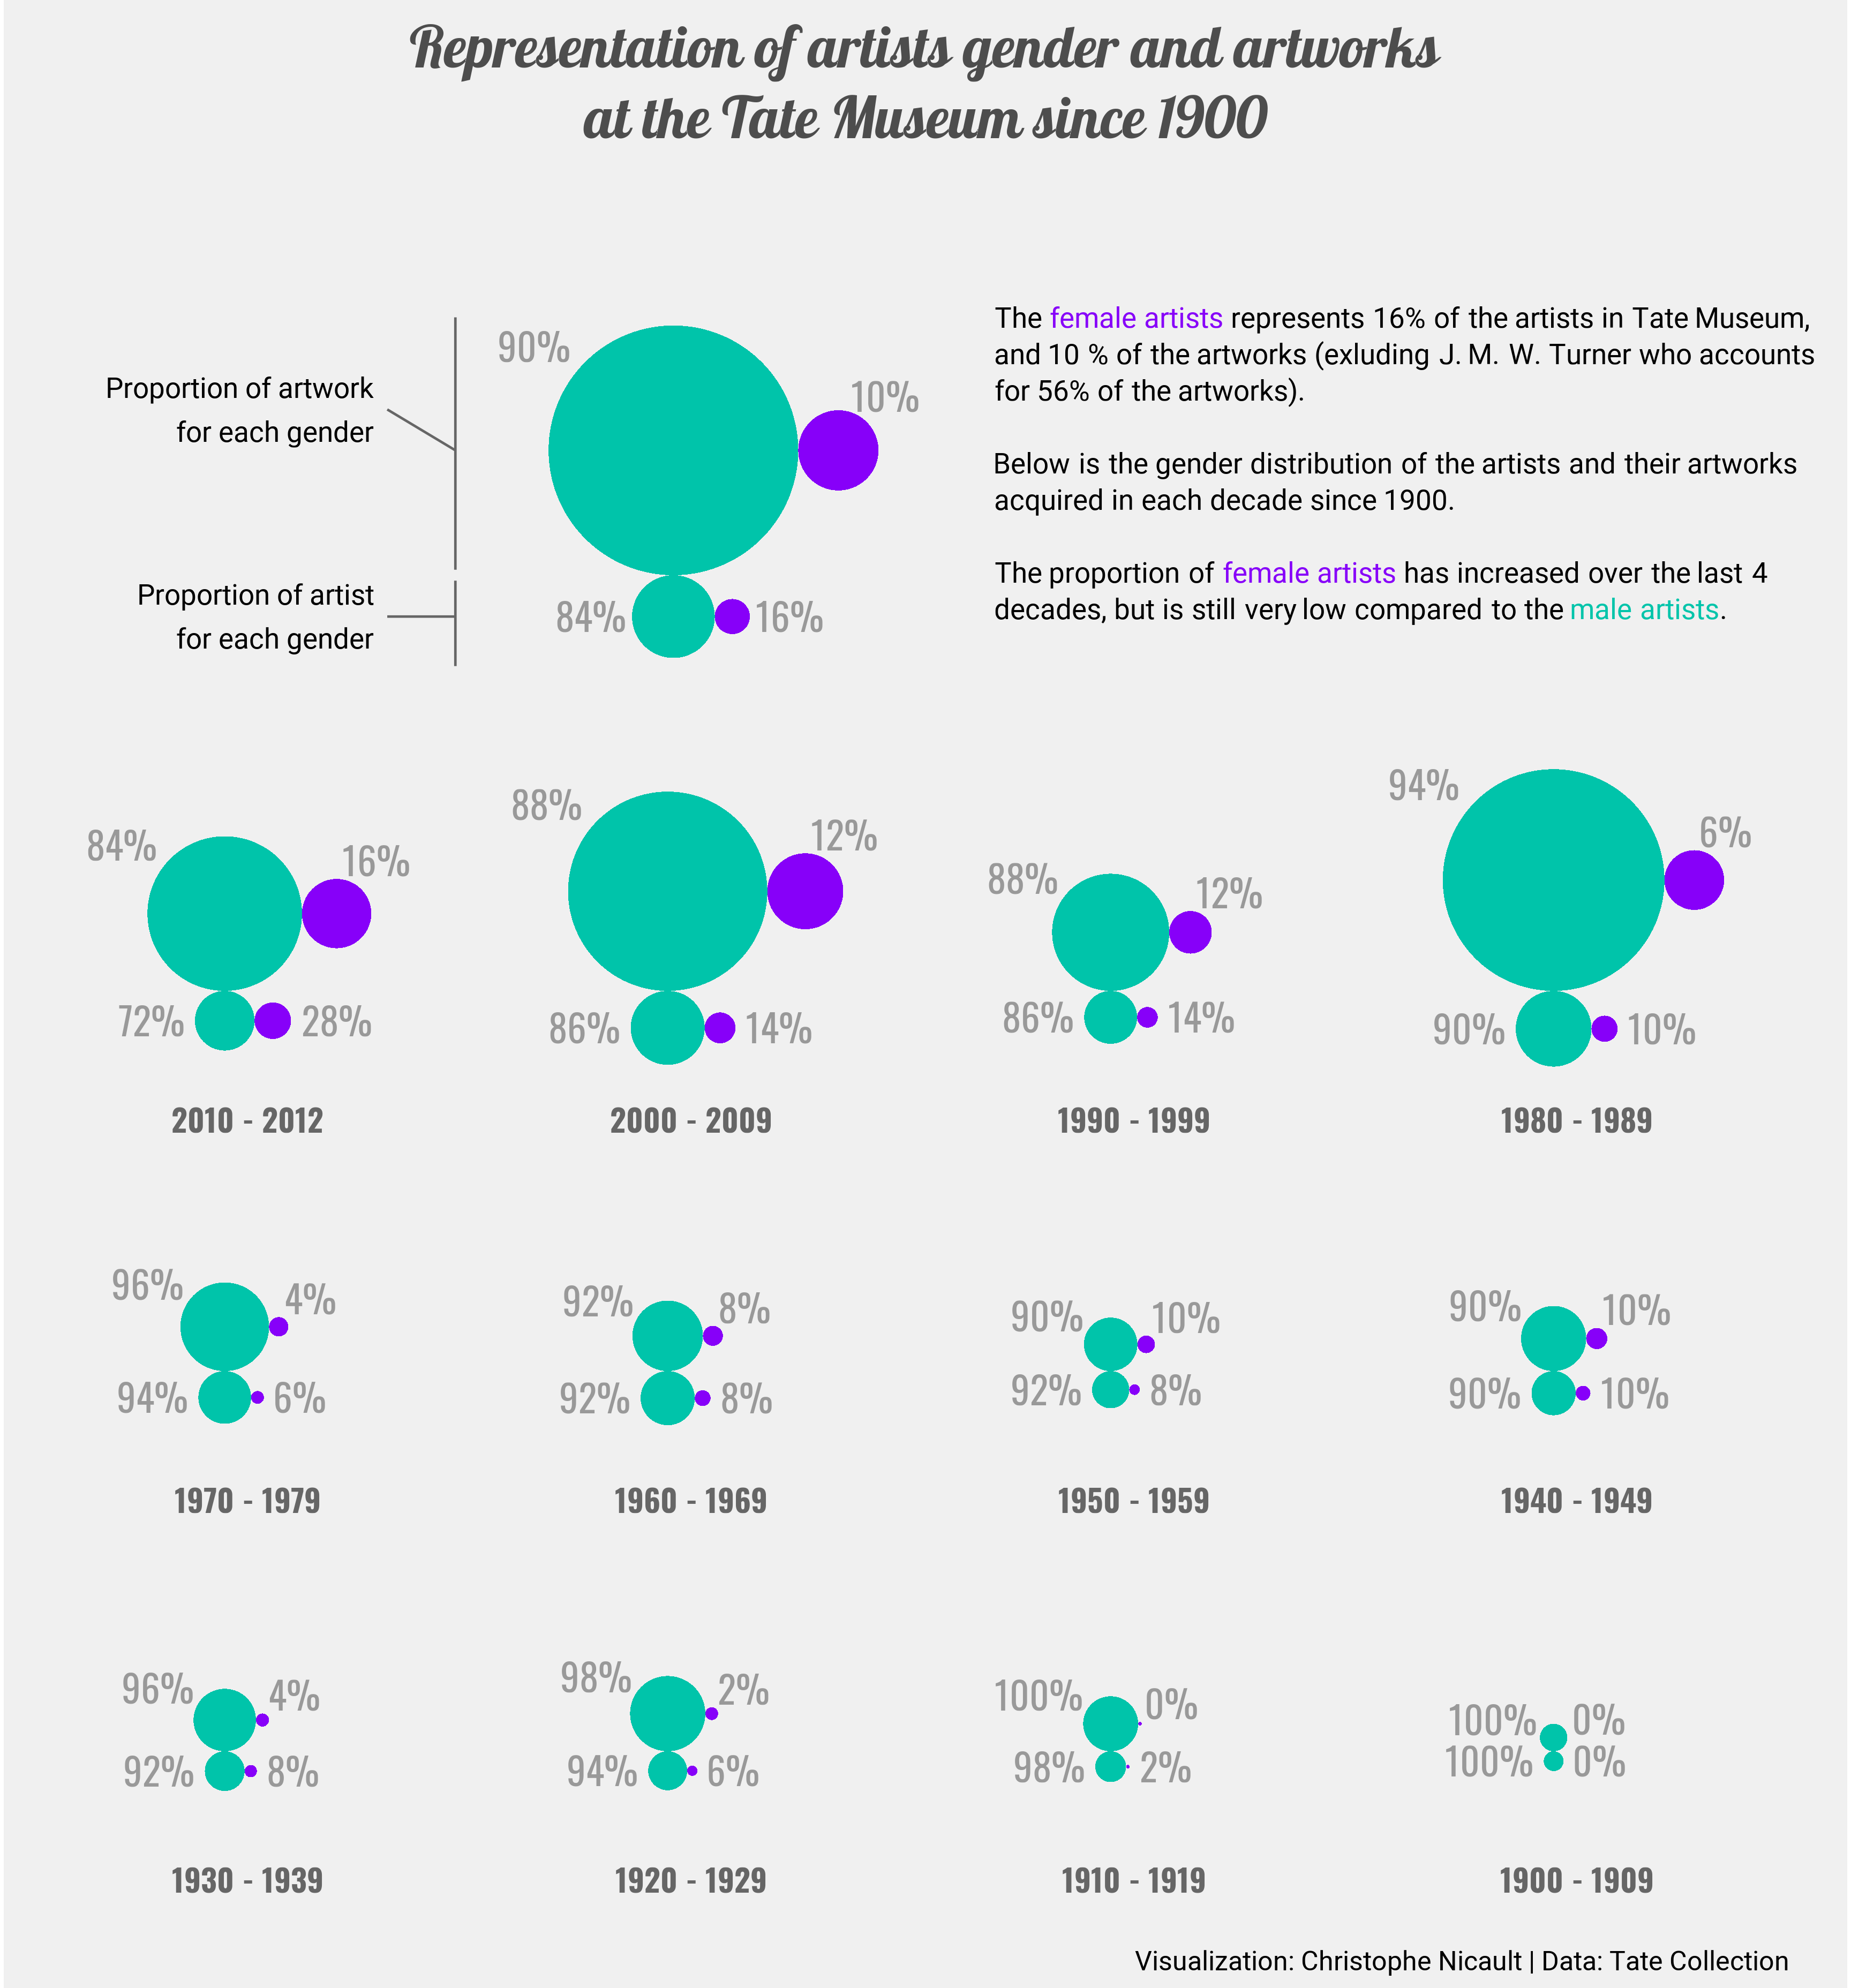 Representation of artists gender and artworks
at the Tate Museum since 1900
90%
10%
Proportion of artwork
for each gender
Proportion of artist
for each gender
84%
16%
The female artists represents 16% of the artists in Tate Museum,
and 10 % of the artworks (exluding J. M. W. Turner who accounts
for 56% of the artworks).
Below is the gender distribution of the artists and their artworks
acquired in each decade since 1900.
The proportion of female artists has increased over the last 4
decades, but is still very low compared to the male artists.
84%
16%
72%
28%
2010 - 2012
88%
12%
86%
14%
2000 - 2009
88%
12%
86%
14%
1990 - 1999
94%
6%
90%
10%
1980 - 1989
96%
4%
94%
6%
1970 - 1979
92%
8%
92%
8%
1960 - 1969
90%
10%
92%
8%
1950 - 1959
90%
10%
90%
10%
1940 - 1949
96%
4%
92%
8%
1930 - 1939
98%
2%
94%
6%
1920 - 1929
100%
0%
98%
2%
1910 - 1919
100%
0%
100%
0%
1900 - 1909
Visualization: Christophe Nicault | Data: Tate Collection